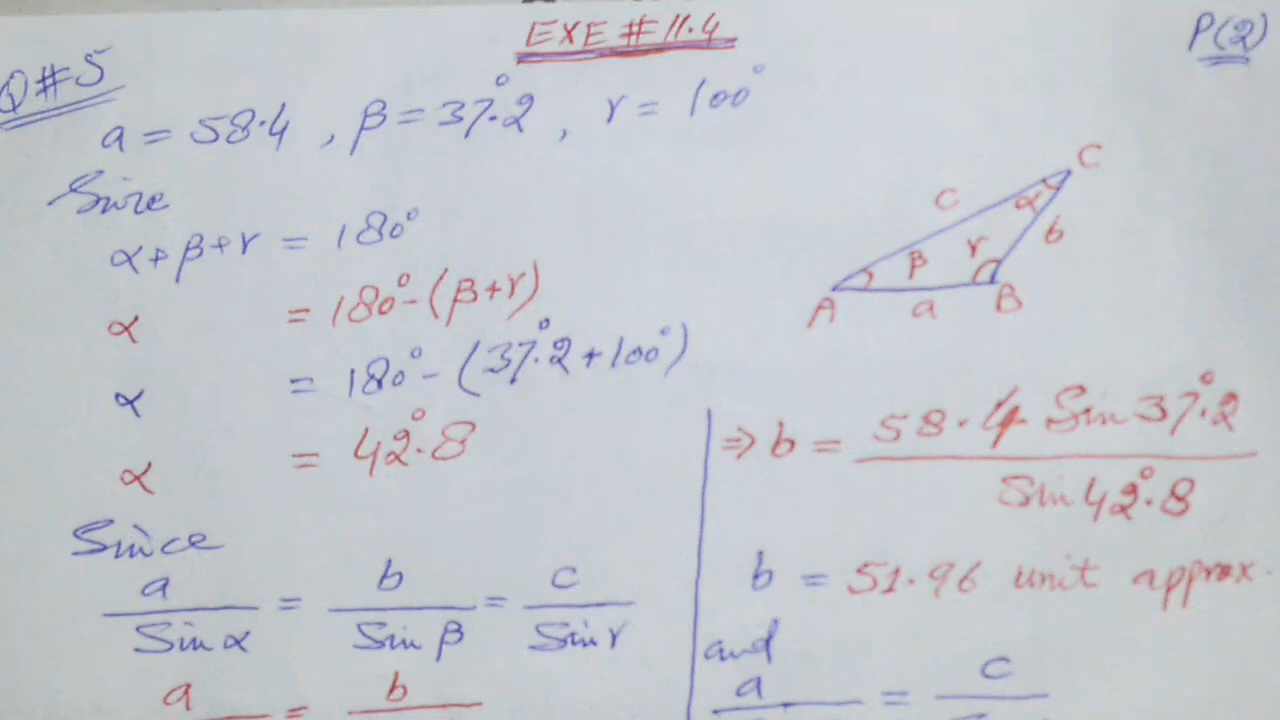 EXE # 11.4
P(2)
Q#5
a = 58.4 , β = 37.°2 , γ = 100°
Since
α+β+γ = 180°
α = 180° - (β+γ)
α = 180° - (37.°2 + 100°)
α = 42.°8
Since
a/Sin α = b/Sin β = c/Sin γ
a = b
C
c
α
b
γ
β
A
a
B
⇒ b = 58.4 Sin 37.°2 / Sin 42.°8
b = 51.96 unit approx.
and
a = c